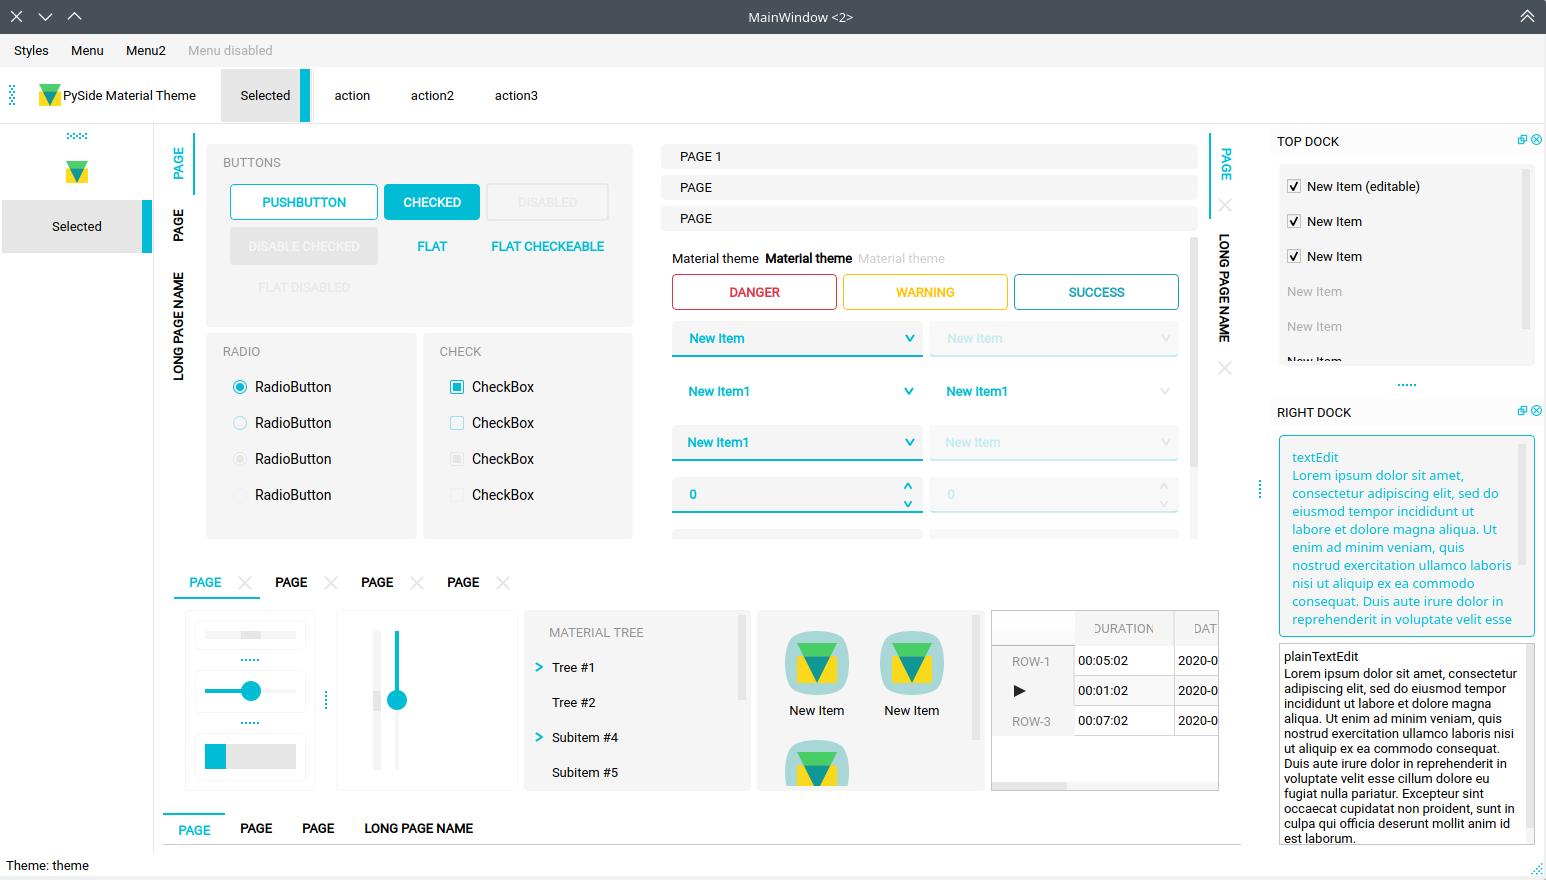 MainWindow <2>
Styles Menu Menu2 Menu disabled
PySide Material Theme Selected action action2 action3
Selected
PAGE
PAGE
LONG PAGE NAME
BUTTONS
PUSHBUTTON CHECKED DISABLED
DISABLE CHECKED FLAT FLAT CHECKEABLE
FLAT DISABLED
RADIO
RadioButton
RadioButton
RadioButton
RadioButton
CHECK
CheckBox
CheckBox
CheckBox
CheckBox
PAGE 1
PAGE
PAGE
Material theme Material theme Material theme
DANGER WARNING SUCCESS
New Item New Item
New Item1 New Item1
New Item1 New Item
0 0
PAGE
LONG PAGE NAME
TOP DOCK
New Item (editable)
New Item
New Item
New Item
New Item
New Item
RIGHT DOCK
textEdit
Lorem ipsum dolor sit amet,
consectetur adipiscing elit, sed do
eiusmod tempor incididunt ut
labore et dolore magna aliqua. Ut
enim ad minim veniam, quis
nostrud exercitation ullamco laboris
nisi ut aliquip ex ea commodo
consequat. Duis aute irure dolor in
reprehenderit in voluptate velit esse
plainTextEdit
Lorem ipsum dolor sit amet, consectetur
adipiscing elit, sed do eiusmod tempor
incididunt ut labore et dolore magna
aliqua. Ut enim ad minim veniam, quis
nostrud exercitation ullamco laboris nisi
ut aliquip ex ea commodo consequat.
Duis aute irure dolor in reprehenderit in
voluptate velit esse cillum dolore eu
fugiat nulla pariatur. Excepteur sint
occaecat cupidatat non proident, sunt in
culpa qui officia deserunt mollit anim id
est laborum.
PAGE PAGE PAGE PAGE
MATERIAL TREE
Tree #1
Tree #2
Subitem #4
Subitem #5
New Item New Item
DURATION DAT
ROW-1 00:05:02 2020-0
00:01:02 2020-0
ROW-3 00:07:02 2020-0
PAGE PAGE PAGE LONG PAGE NAME
Theme: theme